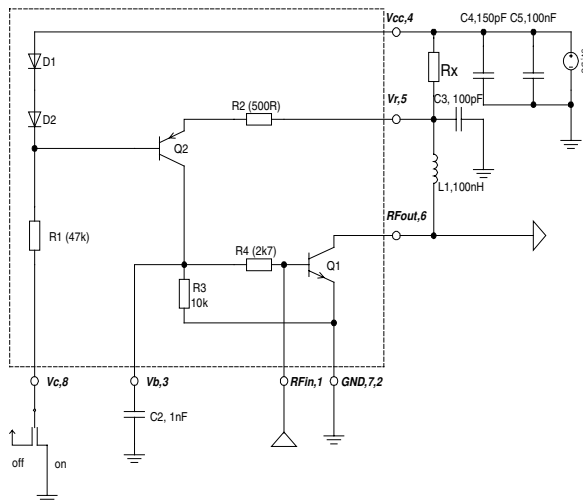 Vcc,4
C4,150pF
C5,100nF
D1
Rx
R2 (500R)
Vr,5
C3, 100pF
D2
Q2
L1,100nH
RFout,6
R1 (47k)
R4 (2k7)
Q1
R3
10k
Vc,8
Vb,3
RFin,1
GND,7,2
C2, 1nF
off
on